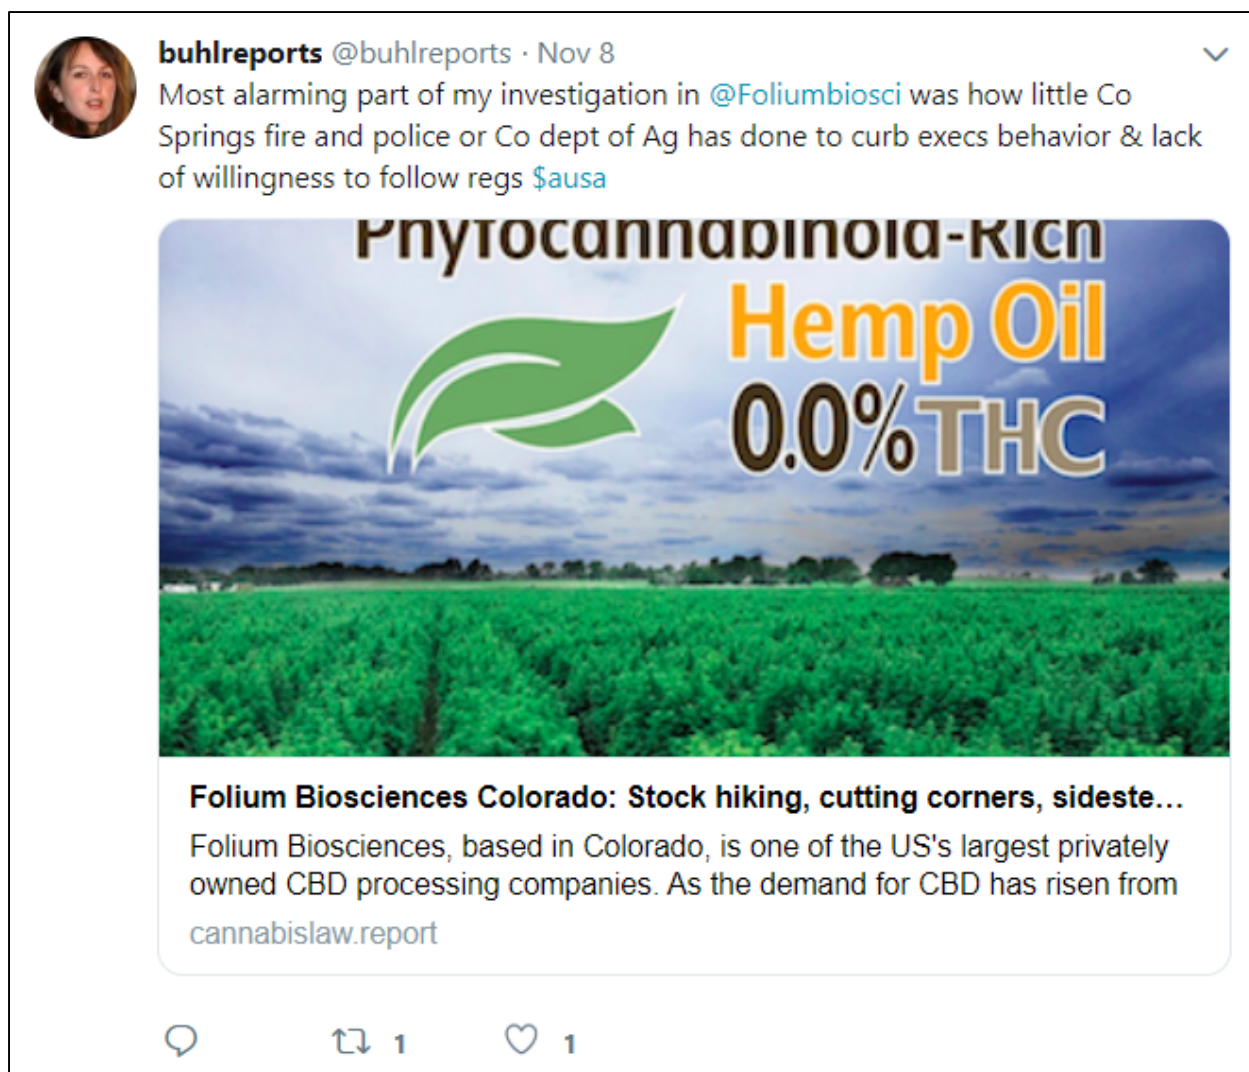 buhlreports @buhlreports · Nov 8
Most alarming part of my investigation in @Foliumbiosci was how little Co
Springs fire and police or Co dept of Ag has done to curb execs behavior & lack
of willingness to follow regs $ausa
Phytocannabinoid-Rich
Hemp Oil
0.0% THC
Folium Biosciences Colorado: Stock hiking, cutting corners, sideste...
Folium Biosciences, based in Colorado, is one of the US's largest privately
owned CBD processing companies. As the demand for CBD has risen from
cannabislaw.report
1 1